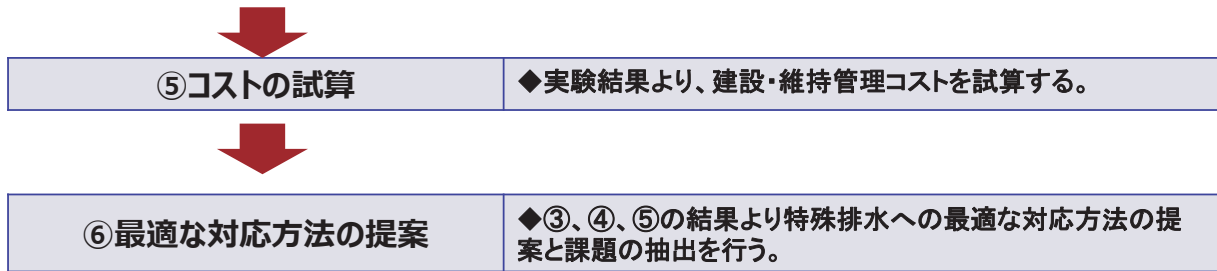 ⑤コストの試算
◆実験結果より、建設・維持管理コストを試算する。
⑥最適な対応方法の提案
◆③、④、⑤の結果より特殊排水への最適な対応方法の提
案と課題の抽出を行う。